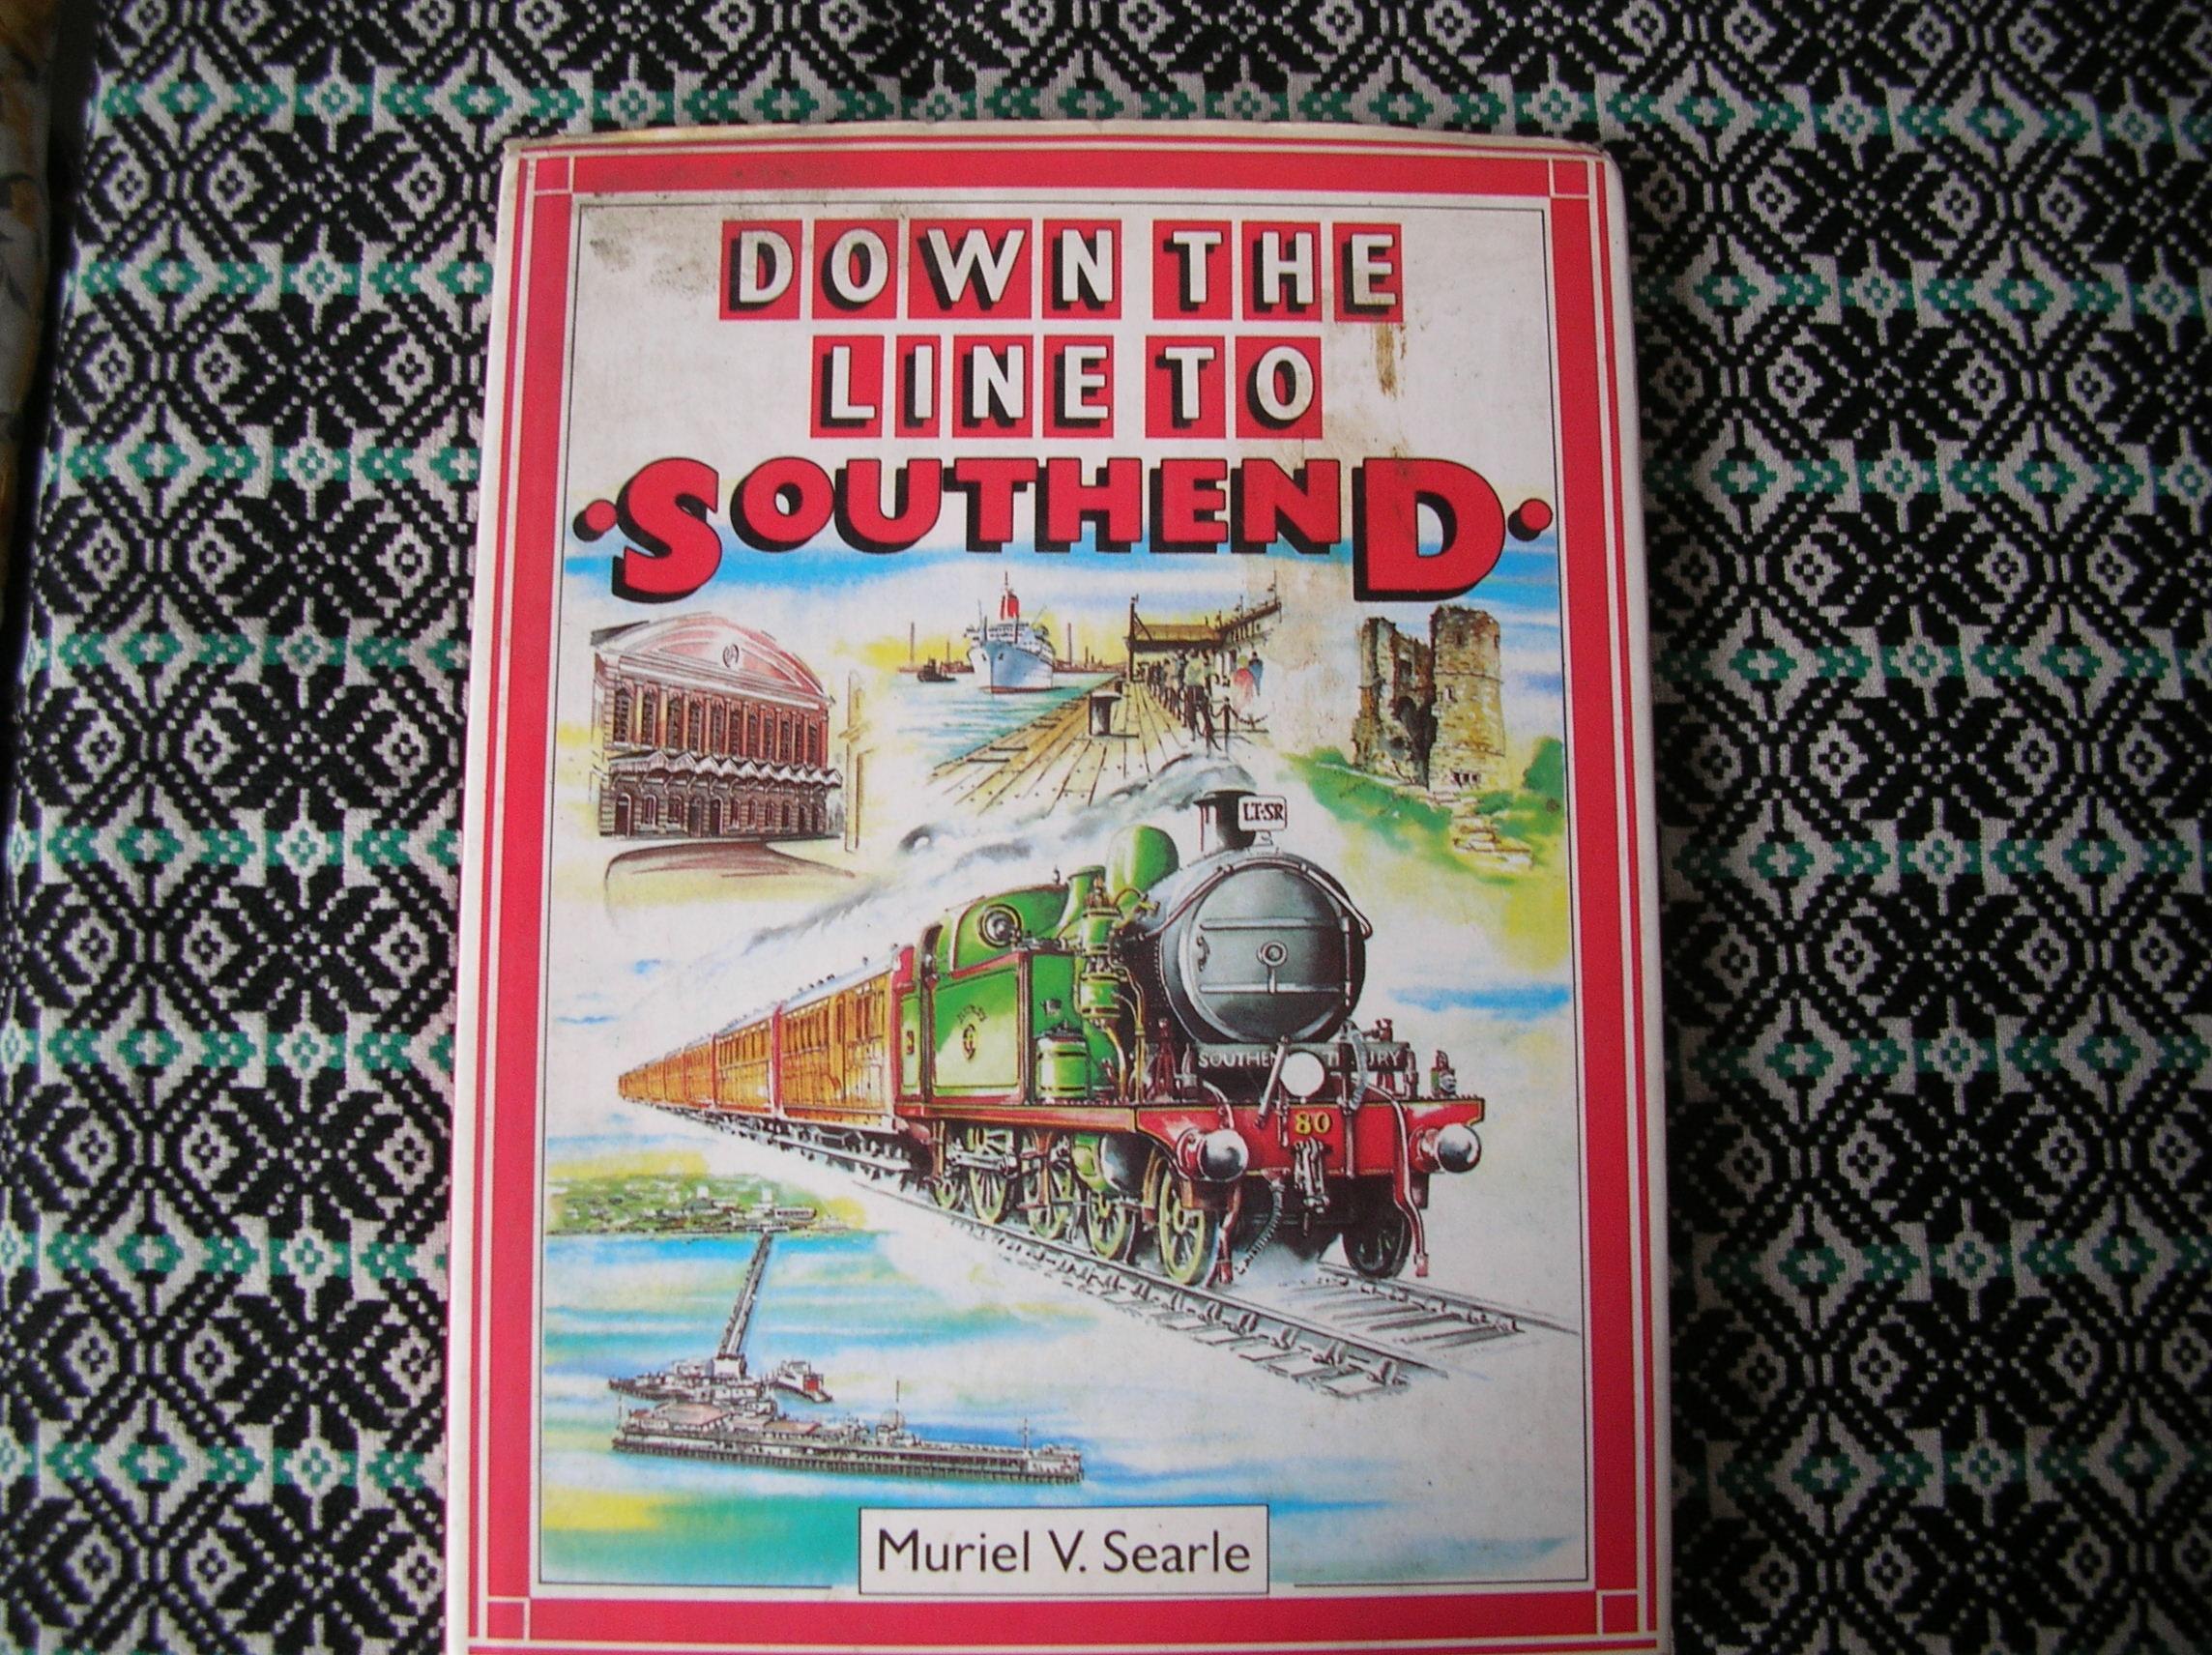 DOWN THE
LINE TO
·SOUTHEND·
LT·SR
80
Muriel V. Searle